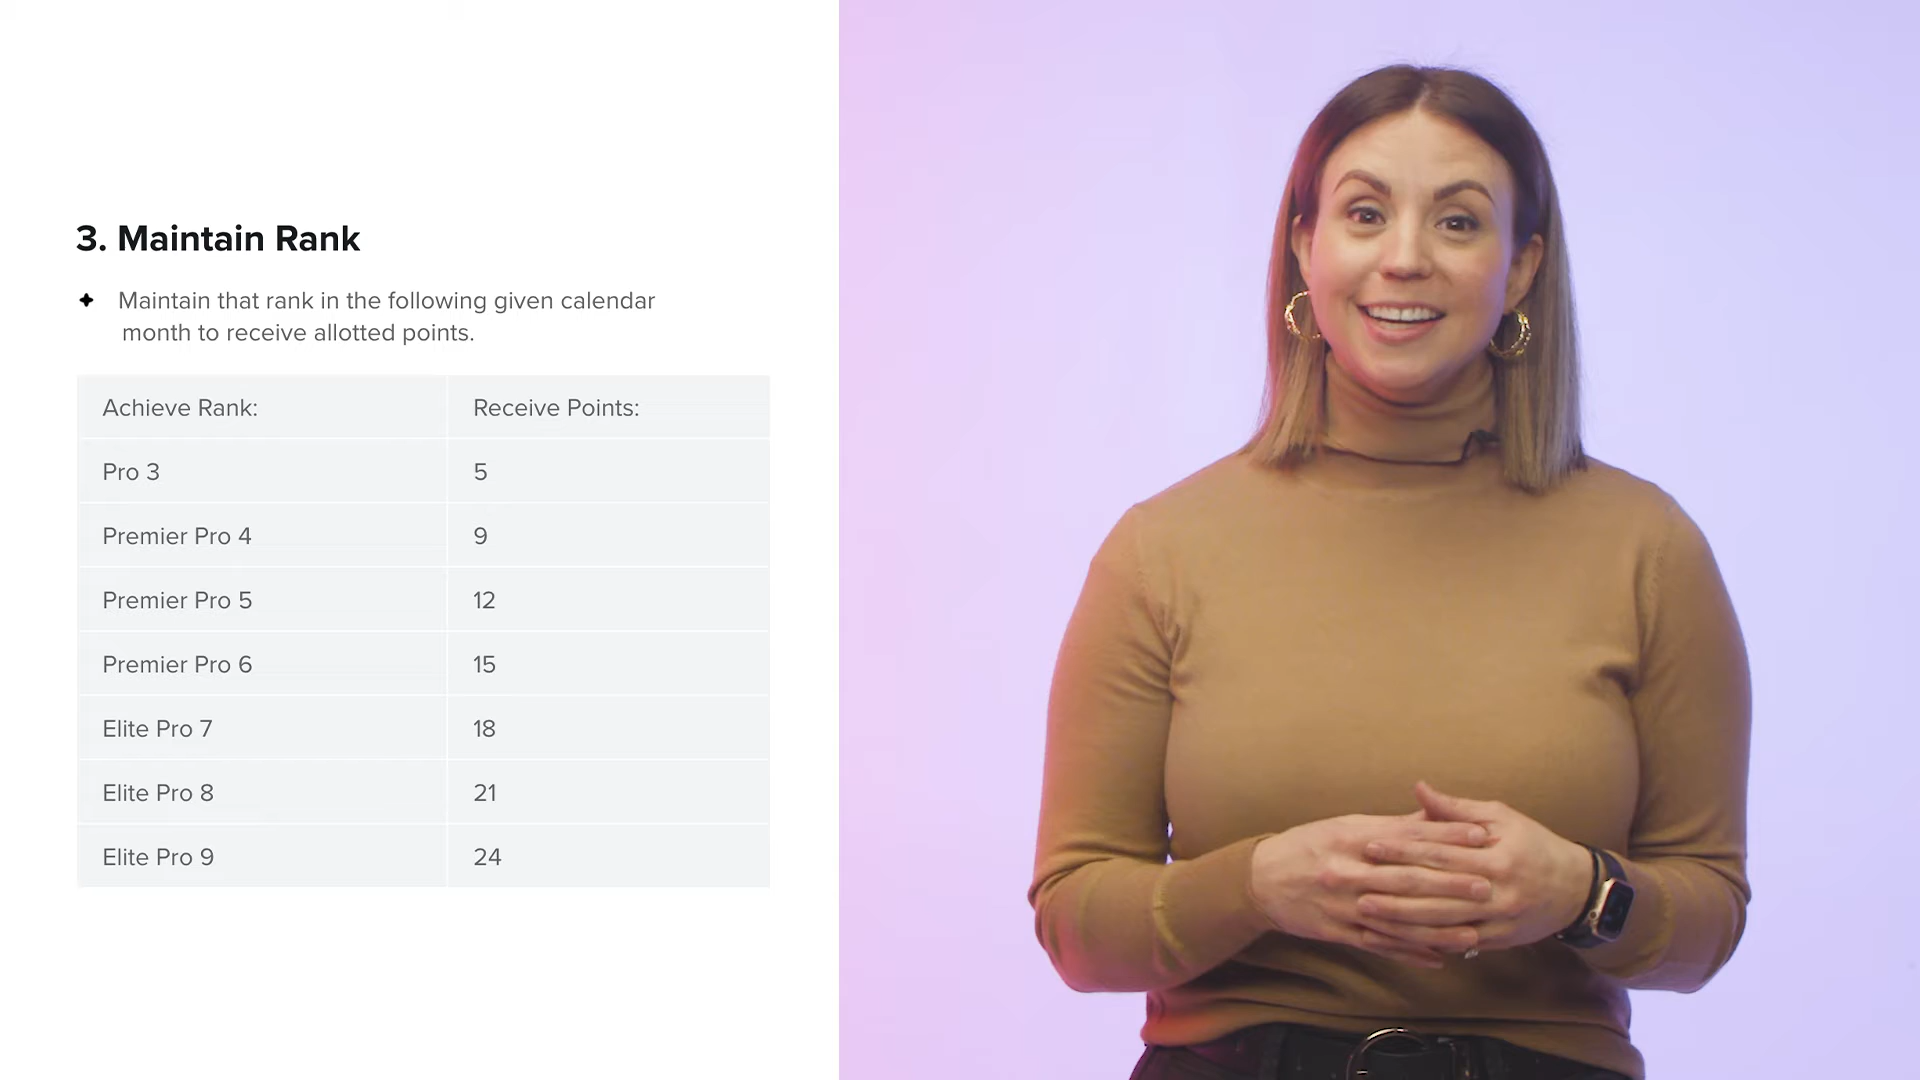 3. Maintain Rank
Maintain that rank in the following given calendar
month to receive allotted points.
Achieve Rank: Receive Points:
Pro 3 5
Premier Pro 4 9
Premier Pro 5 12
Premier Pro 6 15
Elite Pro 7 18
Elite Pro 8 21
Elite Pro 9 24